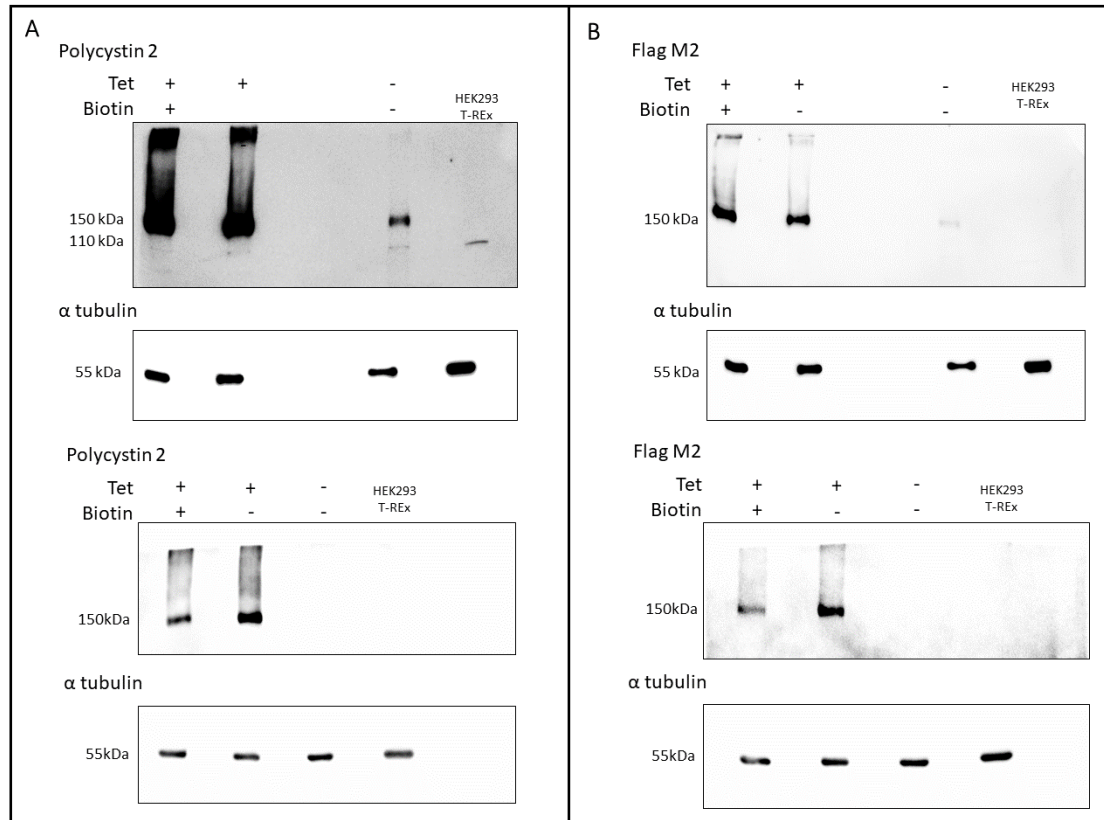 A
Polycystin 2
Tet + + -
Biotin + -
HEK293
T-REx
150 kDa
110 kDa
α tubulin
55 kDa
Polycystin 2
Tet + + -
Biotin + - -
HEK293
T-REx
150kDa
α tubulin
55kDa
B
Flag M2
Tet + + -
Biotin + - -
HEK293
T-REx
150 kDa
α tubulin
55 kDa
Flag M2
Tet + + -
Biotin + - -
HEK293
T-REx
150kDa
α tubulin
55kDa